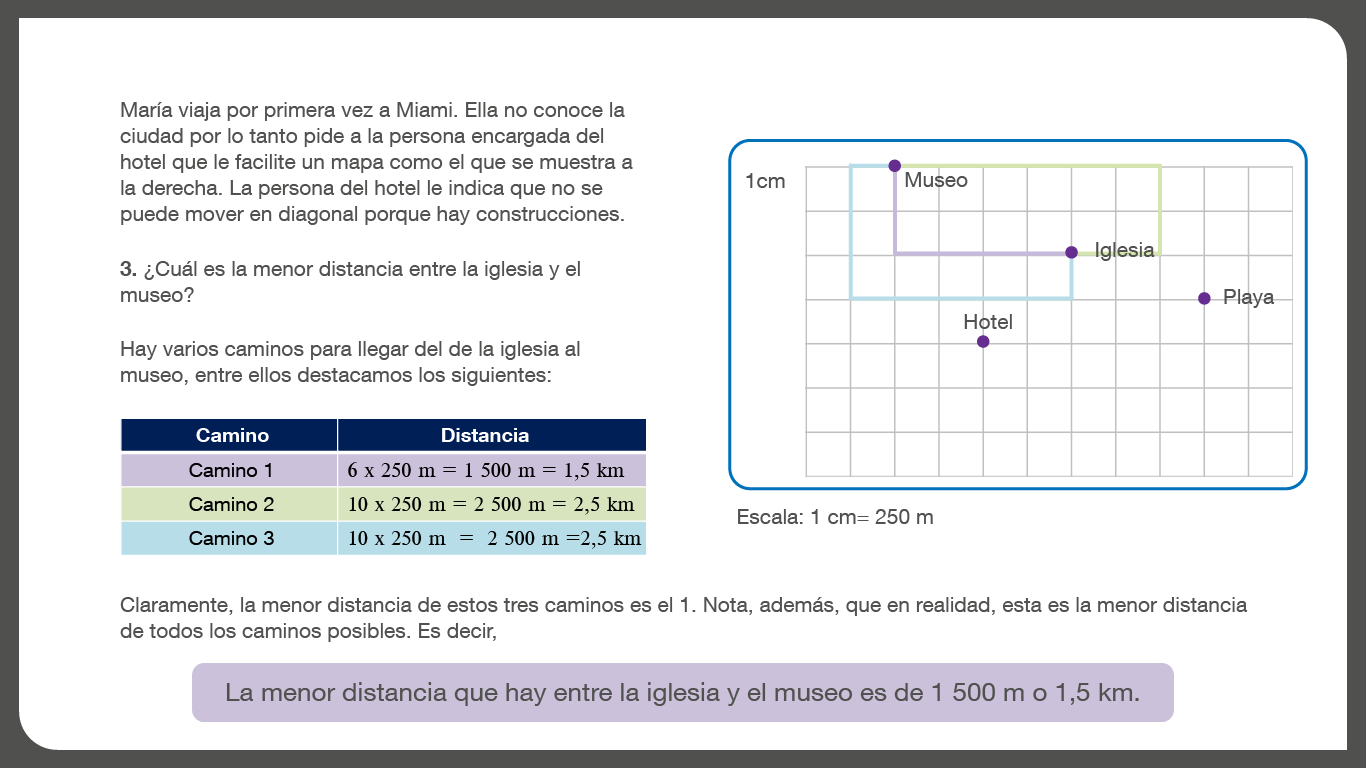 María viaja por primera vez a Miami. Ella no conoce la
ciudad por lo tanto pide a la persona encargada del
hotel que le facilite un mapa como el que se muestra a
la derecha. La persona del hotel le indica que no se
puede mover en diagonal porque hay construcciones.
3. ¿Cuál es la menor distancia entre la iglesia y el
museo?
Hay varios caminos para llegar del de la iglesia al
museo, entre ellos destacamos los siguientes:
Camino Distancia
Camino 1 6 x 250 m = 1 500 m = 1,5 km
Camino 2 10 x 250 m = 2 500 m = 2,5 km
Camino 3 10 x 250 m = 2 500 m =2,5 km
1cm
Museo
Iglesia
Playa
Hotel
Escala: 1 cm= 250 m
Claramente, la menor distancia de estos tres caminos es el 1. Nota, además, que en realidad, esta es la menor distancia
de todos los caminos posibles. Es decir,
La menor distancia que hay entre la iglesia y el museo es de 1 500 m o 1,5 km.